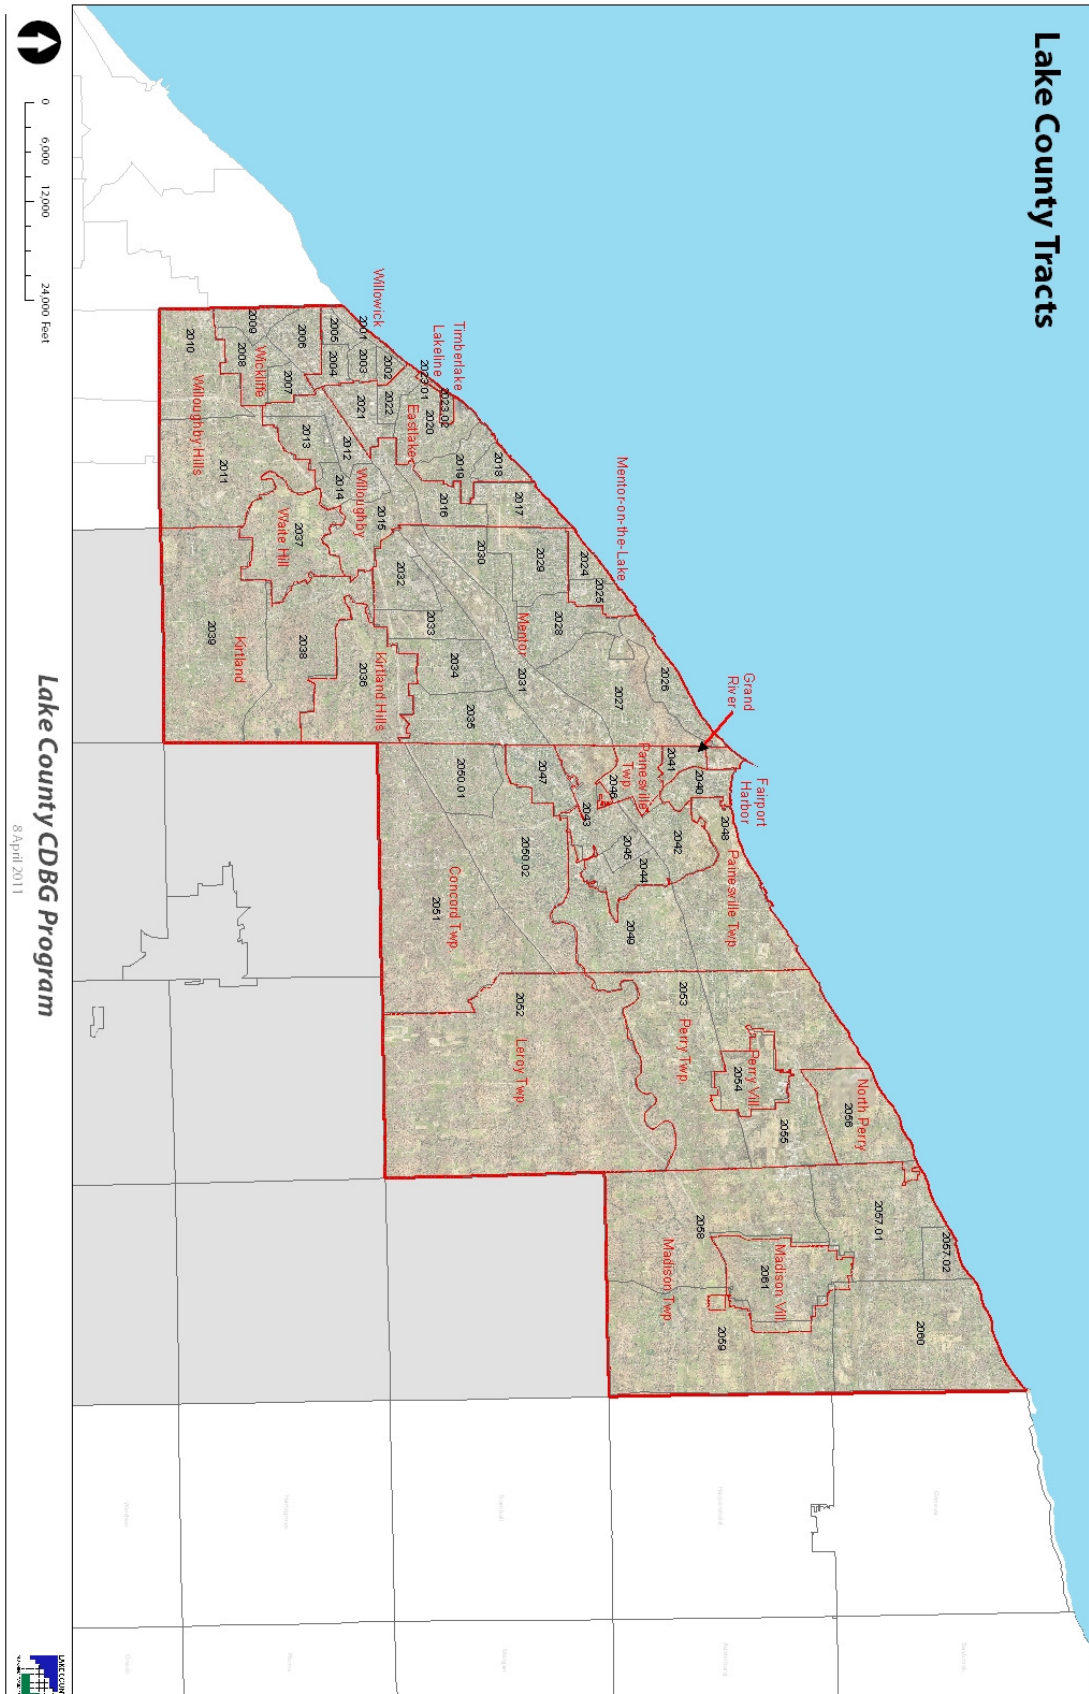 Lake County Tracts
Willowick
Timberlake
Lakeline
Eastlake
Mentor-on-the-Lake
Grand
River
Fairport
Harbor
Painesville
Twp.
Painesville Twp.
North Perry
Perry Vill
Perry Twp.
Madison Vill
Madison Twp.
Leroy Twp.
Concord Twp.
Mentor
Kirtland Hills
Kirtland
Waite Hill
Willoughby
Willoughby Hills
Wickliffe
2001
2002
2003
2004
2005
2006
2007
2008
2009
2010
2011
2012
2013
2014
2015
2016
2017
2018
2019
2020
2021
2022
2023.01
2023.02
2024
2025
2026
2027
2028
2029
2030
2031
2032
2033
2034
2035
2036
2037
2038
2039
2040
2041
2042
2043
2044
2045
2046
2047
2048
2049
2050.01
2050.02
2051
2052
2053
2054
2055
2056
2057.01
2057.02
2058
2059
2060
2061
0 6,000 12,000 24,000 Feet
Lake County CDBG Program
8 April 2011